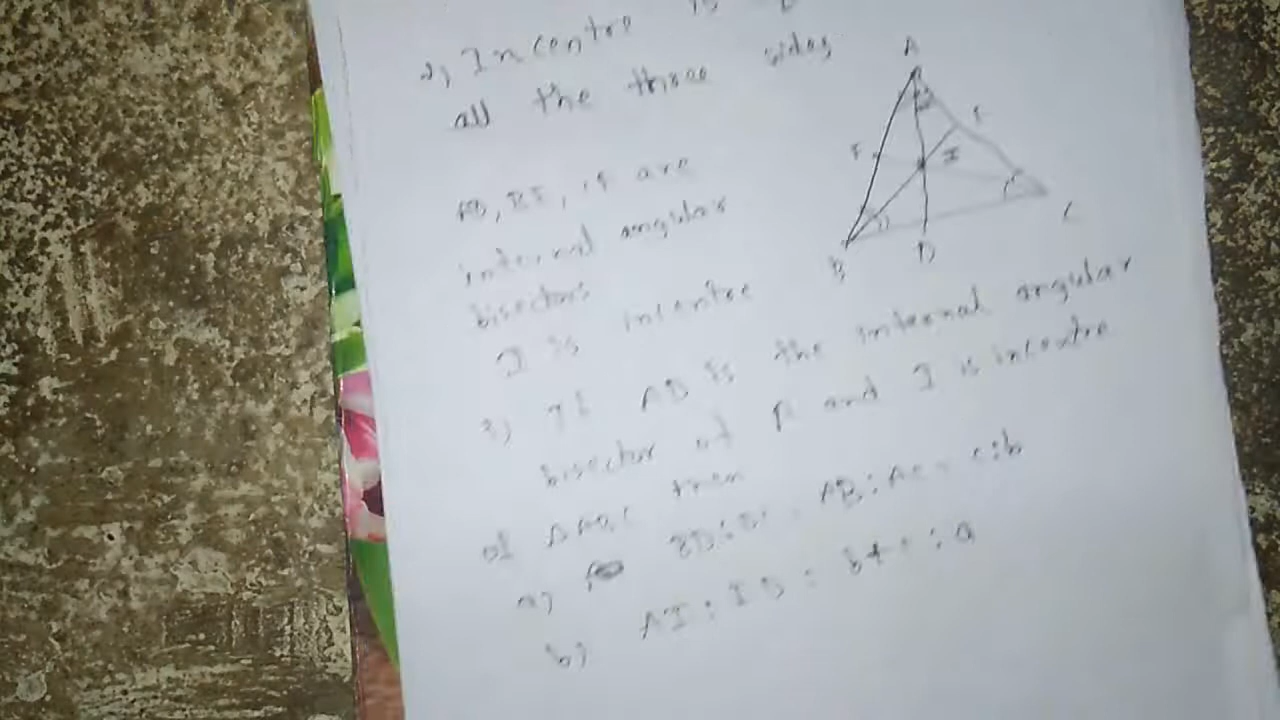 2) Incentre is
all the three sides
AD, BE, CF are
internal angular
bisectors
I is incentre
3) If AD is the internal angular
bisector of A and I is incentre
of ΔABC then
a) BD:DC = AB:AC = c:b
b) AI:ID = b+c:a
A
F
E
I
B
D
C